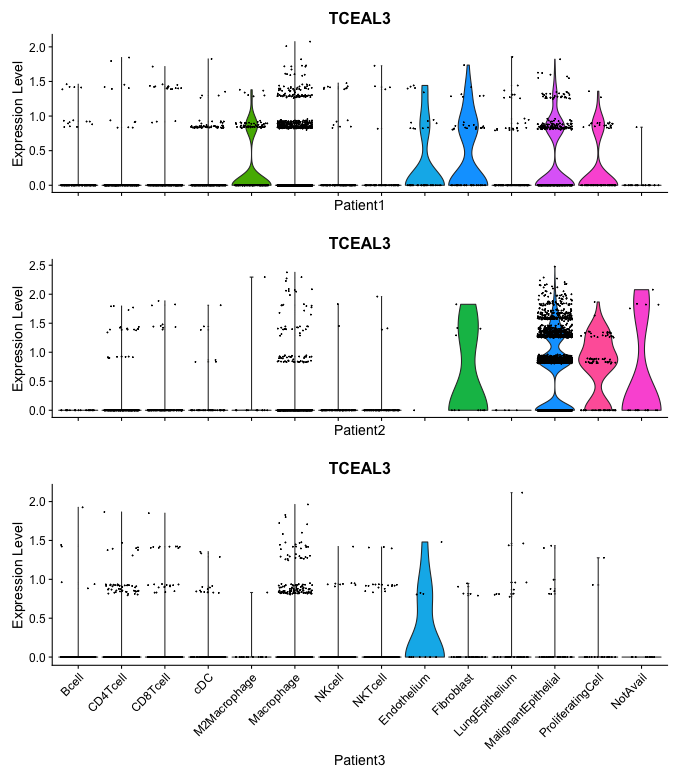 TCEAL3
Expression Level
2.0
1.5
1.0
0.5
0.0
Patient1
TCEAL3
Expression Level
2.5
2.0
1.5
1.0
0.5
0.0
Patient2
TCEAL3
Expression Level
2.0
1.5
1.0
0.5
0.0
Bcell
CD4Tcell
CD8Tcell
cDC
M2Macrophage
Macrophage
NKcell
NKTcell
Endothelium
Fibroblast
LungEpithelium
MalignantEpithelial
ProliferatingCell
NotAvail
Patient3